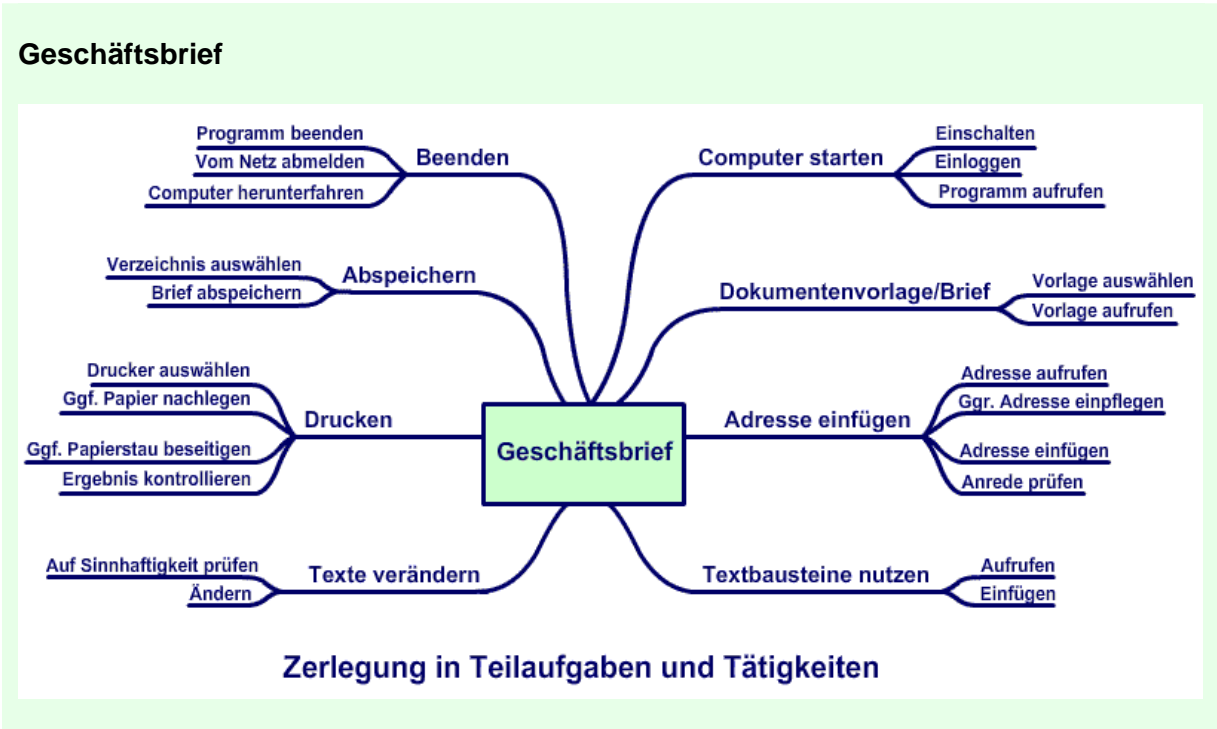 Geschäftsbrief
Programm beenden
Vom Netz abmelden
Computer herunterfahren
Beenden
Computer starten
Einschalten
Einloggen
Programm aufrufen
Verzeichnis auswählen
Brief abspeichern
Abspeichern
Dokumentenvorlage/Brief
Vorlage auswählen
Vorlage aufrufen
Drucker auswählen
Ggf. Papier nachlegen
Ggf. Papierstau beseitigen
Ergebnis kontrollieren
Drucken
Geschäftsbrief
Adresse einfügen
Adresse aufrufen
Ggr. Adresse einpflegen
Adresse einfügen
Anrede prüfen
Auf Sinnhaftigkeit prüfen
Ändern
Texte verändern
Textbausteine nutzen
Aufrufen
Einfügen
Zerlegung in Teilaufgaben und Tätigkeiten